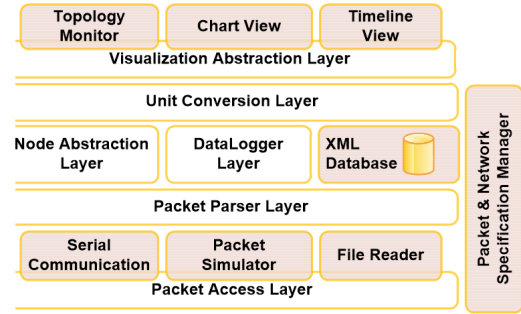 Topology
Monitor
Chart View
Timeline
View
Visualization Abstraction Layer
Unit Conversion Layer
Node Abstraction
Layer
DataLogger
Layer
XML
Database
Packet Parser Layer
Serial
Communication
Packet
Simulator
File Reader
Packet Access Layer
Packet & Network
Specification Manager